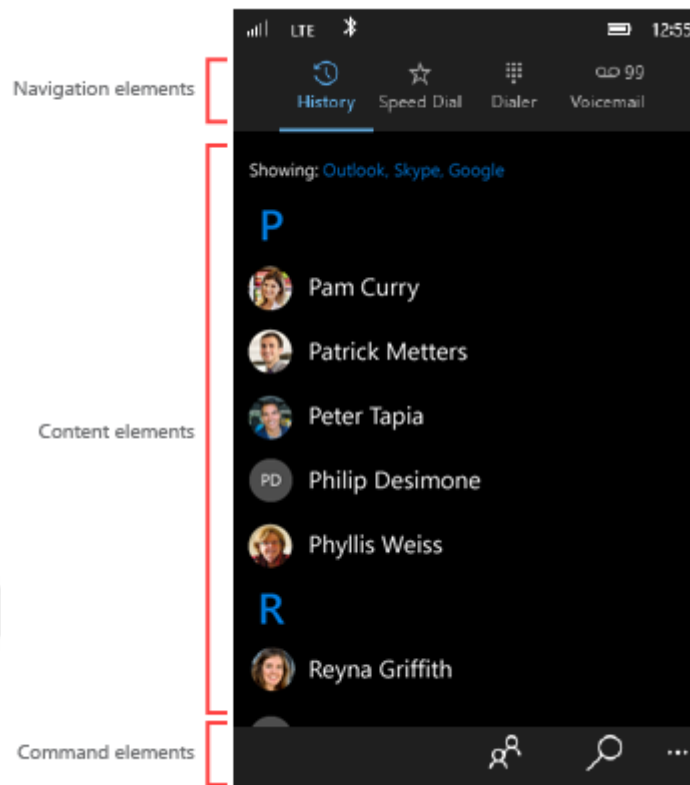 LTE 12:55
Navigation elements
99
History Speed Dial Dialer Voicemail
Showing: Outlook, Skype, Google
P
Pam Curry
Patrick Metters
Peter Tapia
Content elements
PD Philip Desimone
Phyllis Weiss
R
Reyna Griffith
Command elements